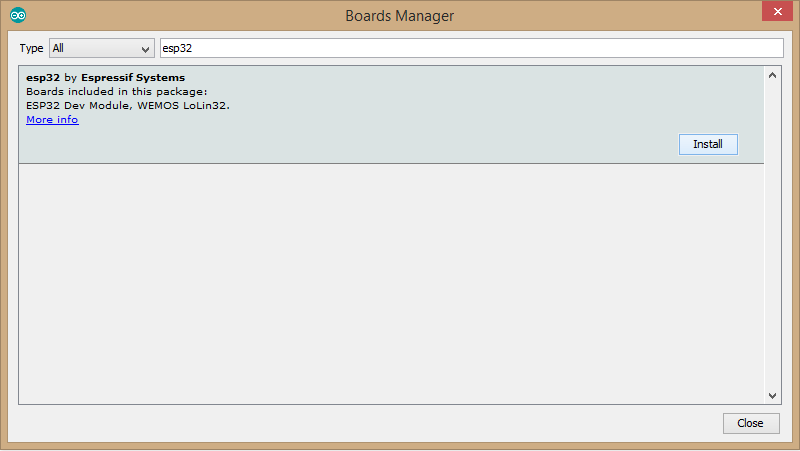 Boards Manager
Type All esp32
esp32 by Espressif Systems
Boards included in this package:
ESP32 Dev Module, WEMOS LoLin32.
More info
Install
Close